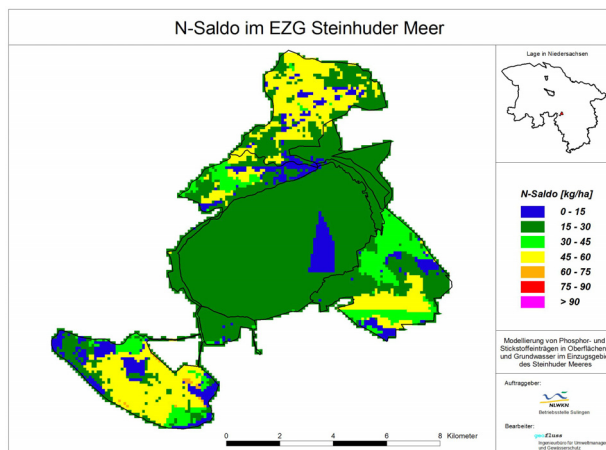 N-Saldo im EZG Steinhuder Meer
Lage in Niedersachsen
N-Saldo [kg/ha]
0 - 15
15 - 30
30 - 45
45 - 60
60 - 75
75 - 90
> 90
Modellierung von Phosphor- und
Stickstoffeinträgen in Oberflächen
und Grundwasser im Einzugsgebi
des Steinhuder Meeres
Auftraggeber:
NLWKN
Betriebsstelle Sulingen
Bearbeiter:
geofluss
Ingenieurbüro für Umweltmanage
und Gewässerschutz
0 2 4 6 8 Kilometer